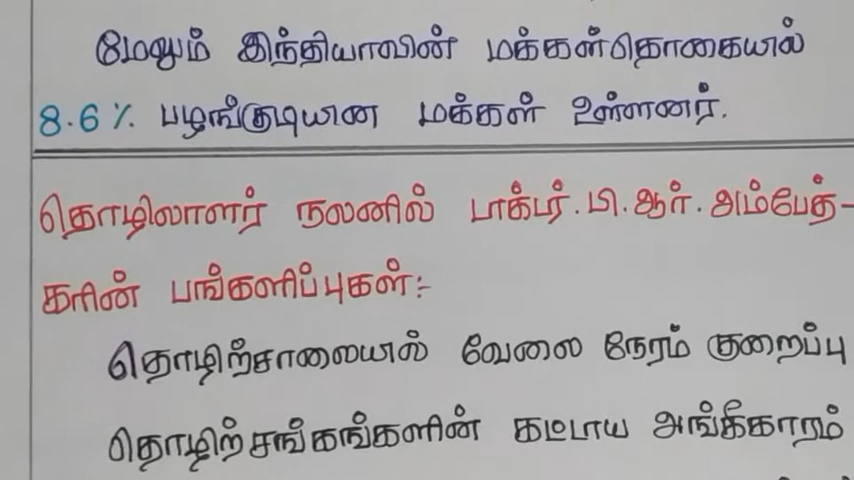 மேலும் இந்தியாவின் மக்கள்தொகையில்
8.6% பழங்குடியின மக்கள் உள்ளனர்.
தொழிலாளர் நலனில் டாக்டர்.பி.ஆர்.அம்பேத்-
கரின் பங்களிப்புகள்:-
தொழிற்சாலையில் வேலை நேரம் குறைப்பு
தொழிற்சங்கங்களின் கட்டாய அங்கீகாரம்